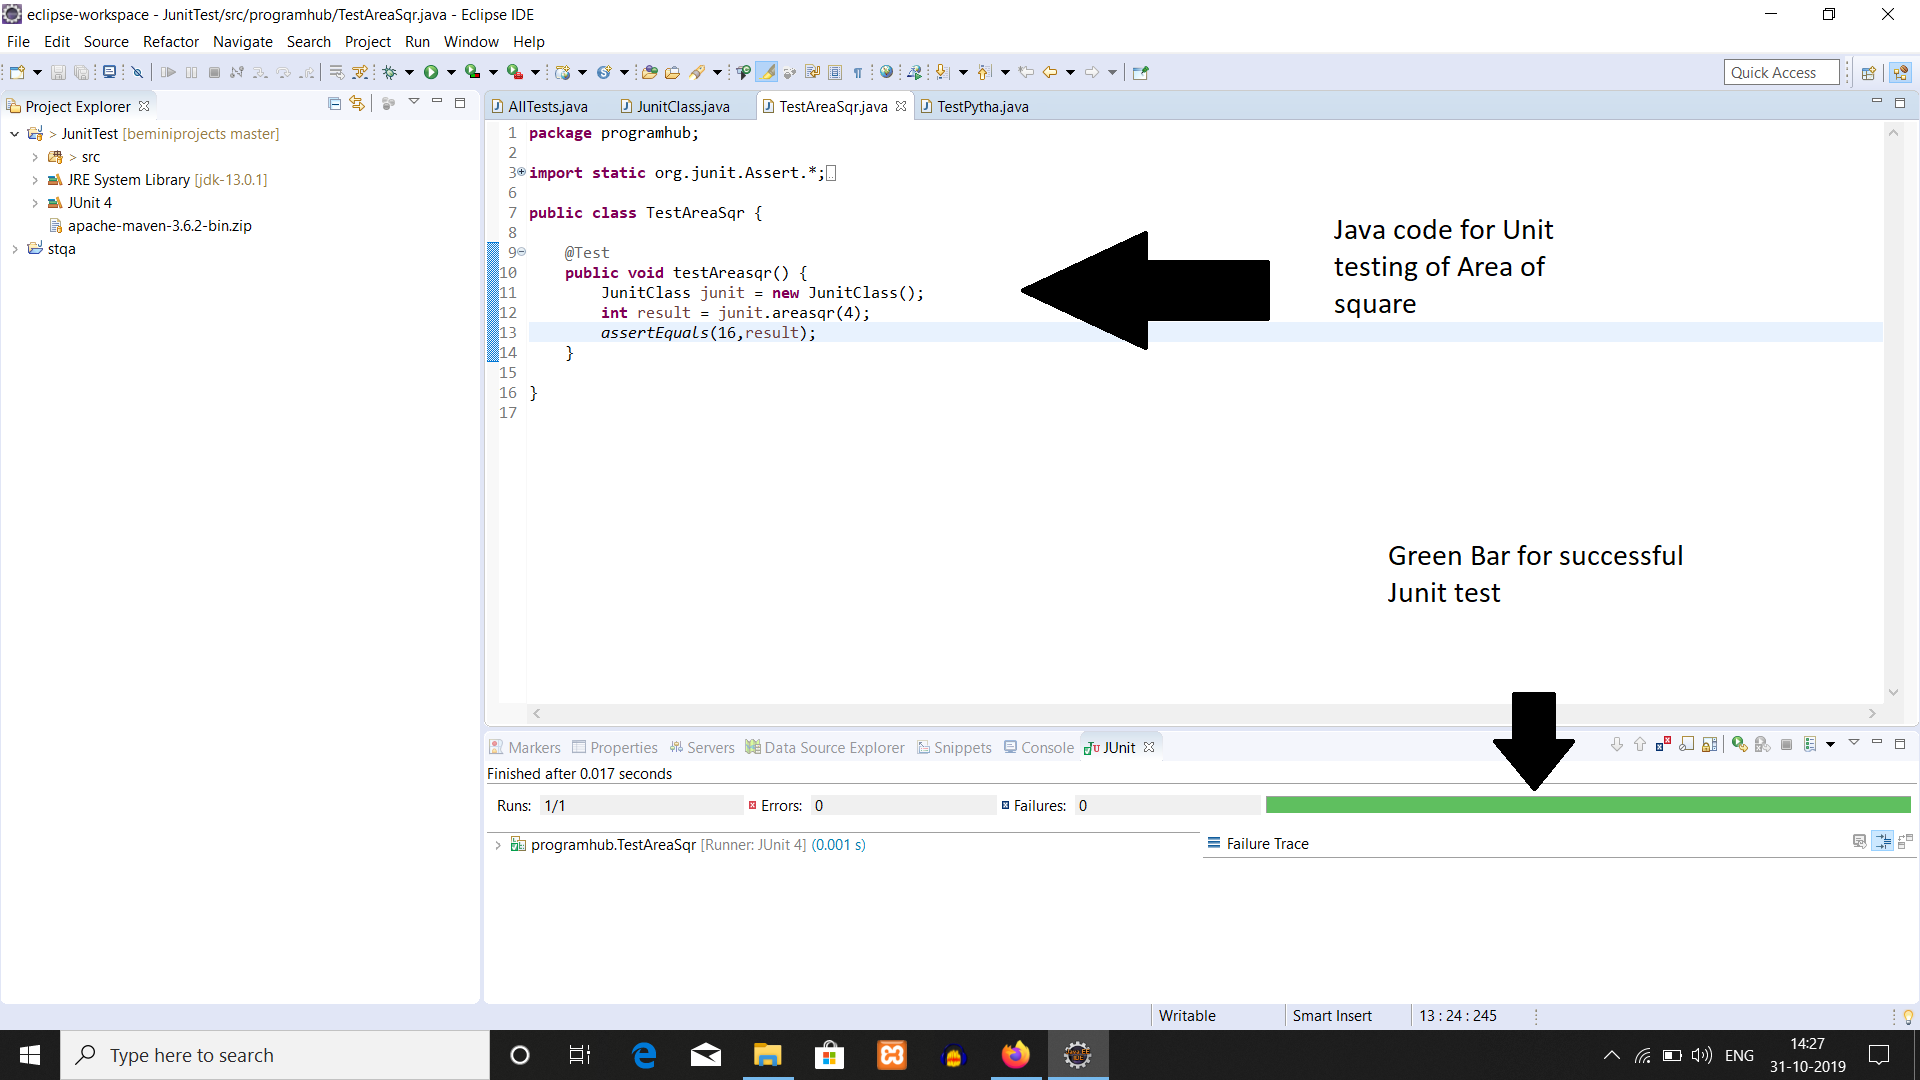 eclipse-workspace - JunitTest/src/programhub/TestAreaSqr.java - Eclipse IDE
File Edit Source Refactor Navigate Search Project Run Window Help
Quick Access
Project Explorer
> JunitTest [beminiprojects master]
> src
JRE System Library [jdk-13.0.1]
JUnit 4
apache-maven-3.6.2-bin.zip
stqa
AllTests.java JunitClass.java TestAreaSqr.java TestPytha.java
1 package programhub;
2
3 import static org.junit.Assert.*;
6
7 public class TestAreaSqr {
8
9 @Test
10 public void testAreasqr() {
11 JunitClass junit = new JunitClass();
12 int result = junit.areasqr(4);
13 assertEquals(16,result);
14 }
15
16 }
17
Java code for Unit
testing of Area of
square
Green Bar for successful
Junit test
Markers Properties Servers Data Source Explorer Snippets Console JUnit
Finished after 0.017 seconds
Runs: 1/1 Errors: 0 Failures: 0
programhub.TestAreaSqr [Runner: JUnit 4] (0.001 s)
Failure Trace
Writable Smart Insert 13 : 24 : 245
Type here to search
ENG
14:27
31-10-2019